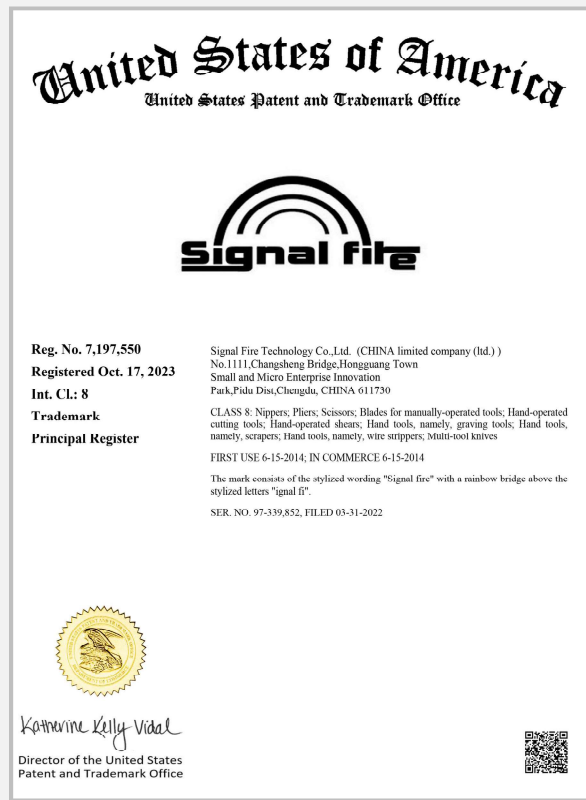 United States of America
United States Patent and Trademark Office
Signal fire
Reg. No. 7,197,550
Registered Oct. 17, 2023
Int. Cl.: 8
Trademark
Principal Register
Signal Fire Technology Co.,Ltd. (CHINA limited company (ltd.) )
No.1111,Changsheng Bridge,Hongguang Town
Small and Micro Enterprise Innovation
Park,Pidu Dist,Chengdu, CHINA 611730
CLASS 8: Nippers; Pliers; Scissors; Blades for manually-operated tools; Hand-operated
cutting tools; Hand-operated shears; Hand tools, namely, graving tools; Hand tools,
namely, scrapers; Hand tools, namely, wire strippers; Multi-tool knives
FIRST USE 6-15-2014; IN COMMERCE 6-15-2014
The mark consists of the stylized wording "Signal fire" with a rainbow bridge above the
stylized letters "ignal fi".
SER. NO. 97-339,852, FILED 03-31-2022
Katherine Kelly Vidal
Director of the United States
Patent and Trademark Office